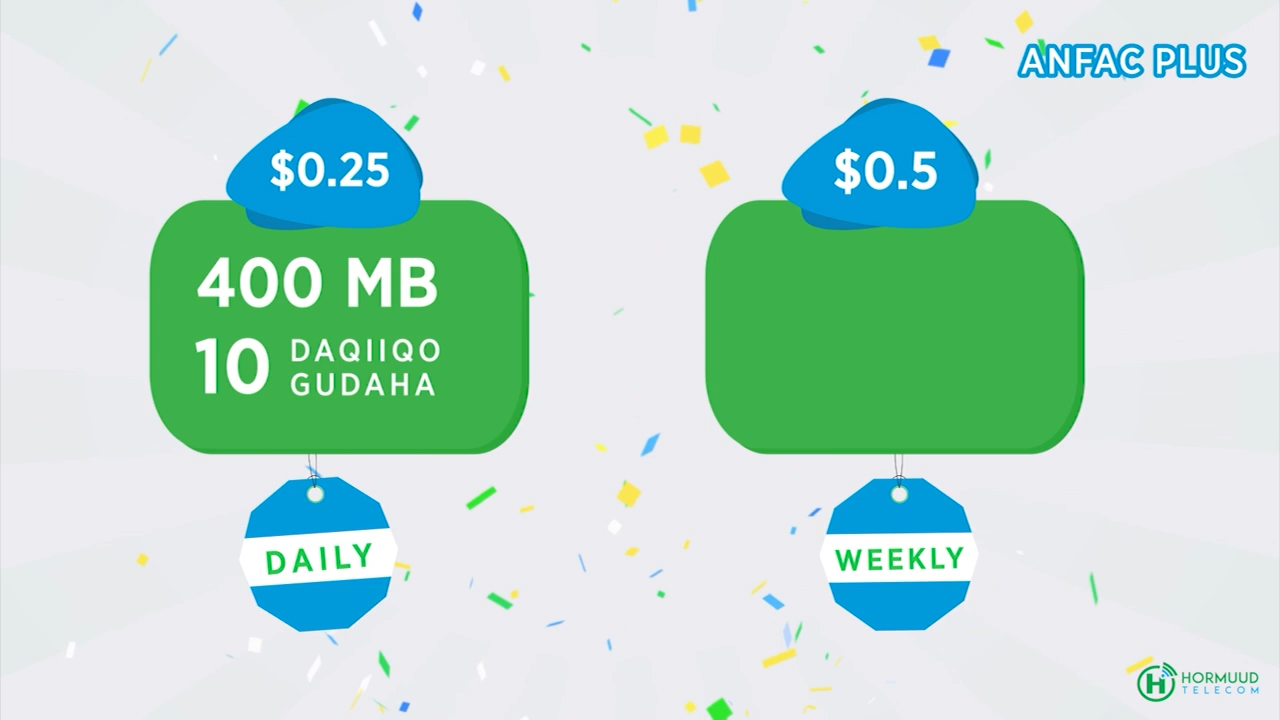 ANFAC PLUS
$0.25
400 MB
10 DAQIIQO
GUDAHA
DAILY
$0.5
WEEKLY
HORMUUD
TELECOM